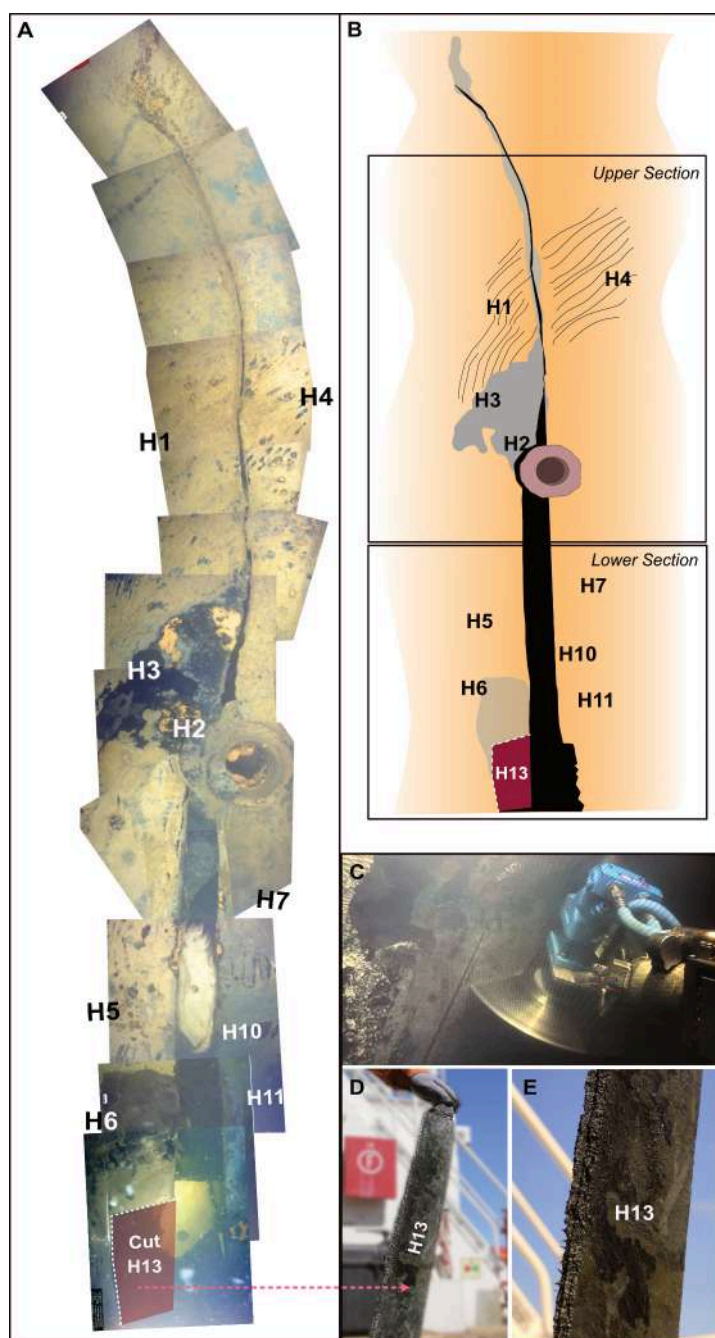 A
H1
H4
H3
H2
H7
H5
H10
H6
H11
Cut
H13
B
Upper Section
H1
H4
H3
H2
Lower Section
H7
H5
H10
H6
H11
H13
C
D
H13
E
H13